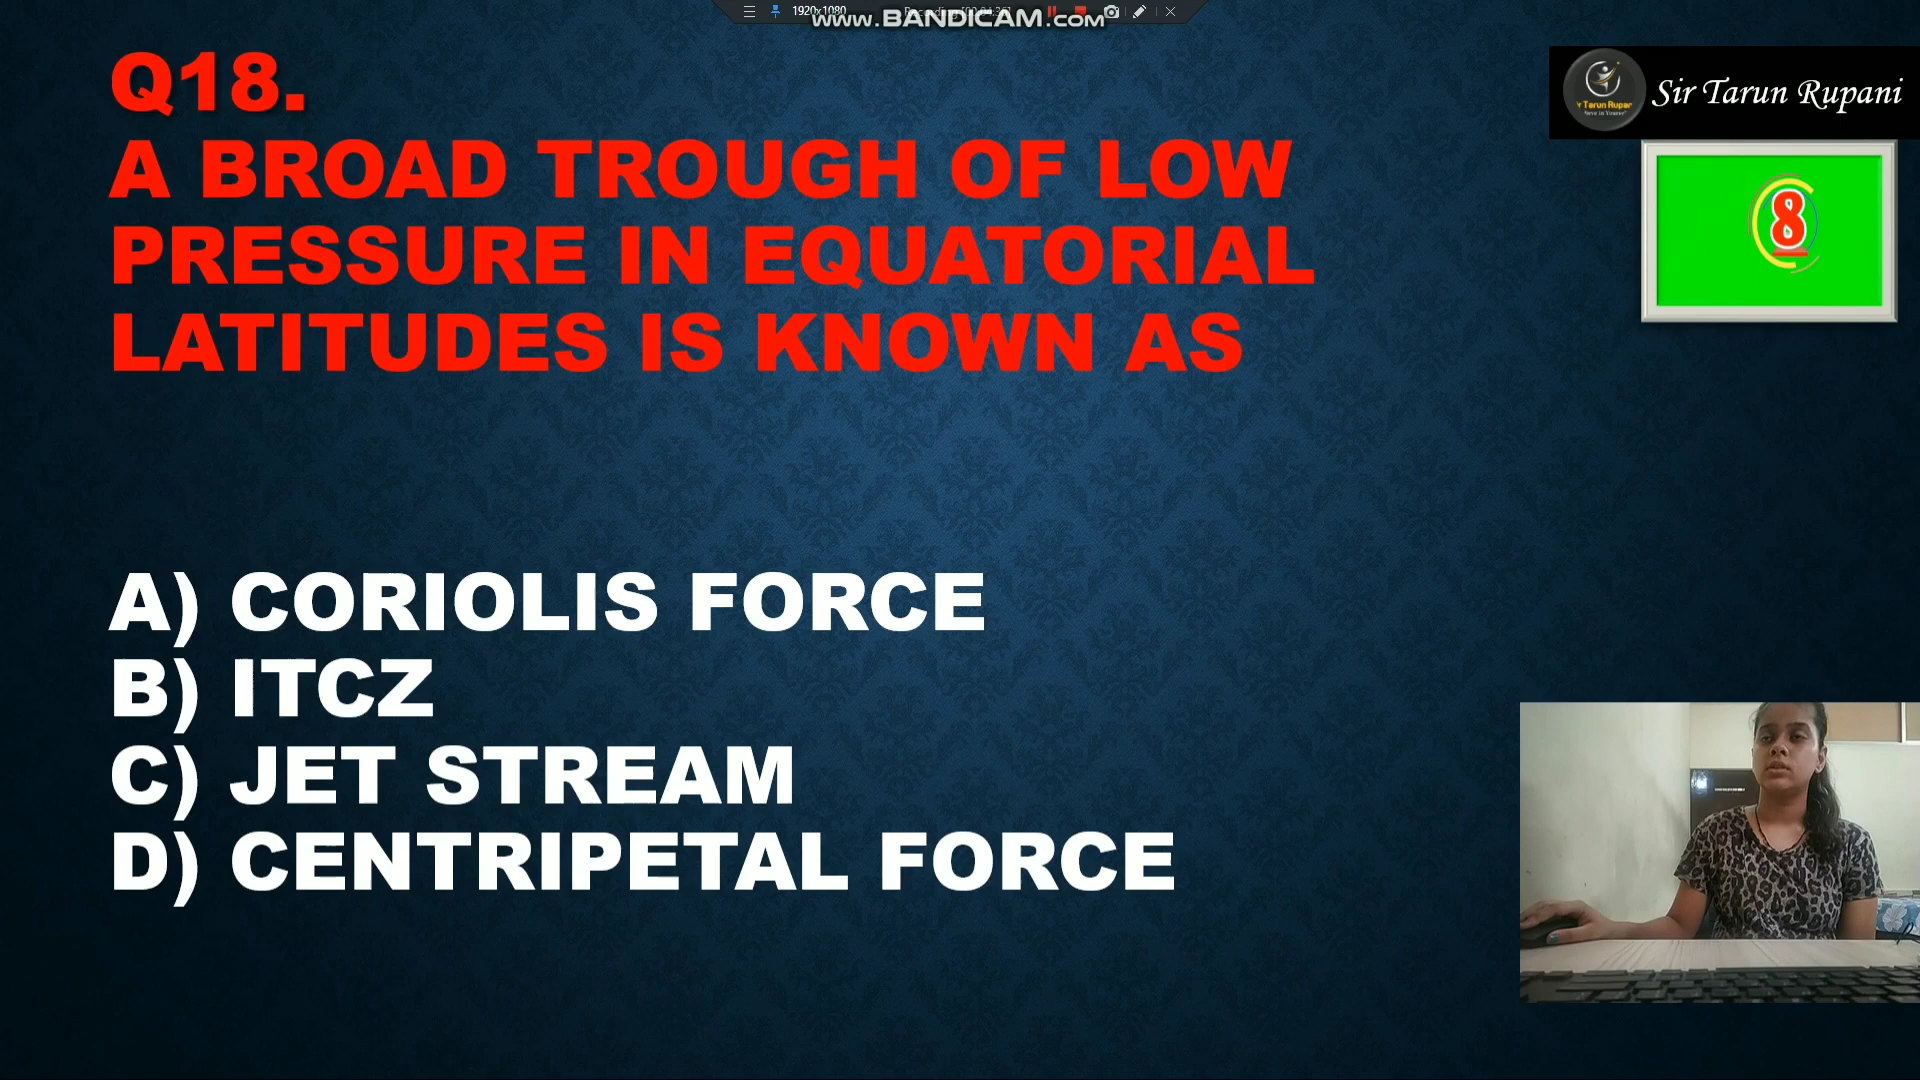 1920x1080
www.BANDICAM.com
Q18.
A BROAD TROUGH OF LOW
PRESSURE IN EQUATORIAL
LATITUDES IS KNOWN AS
A) CORIOLIS FORCE
B) ITCZ
C) JET STREAM
D) CENTRIPETAL FORCE
Sir Tarun Rupani
8